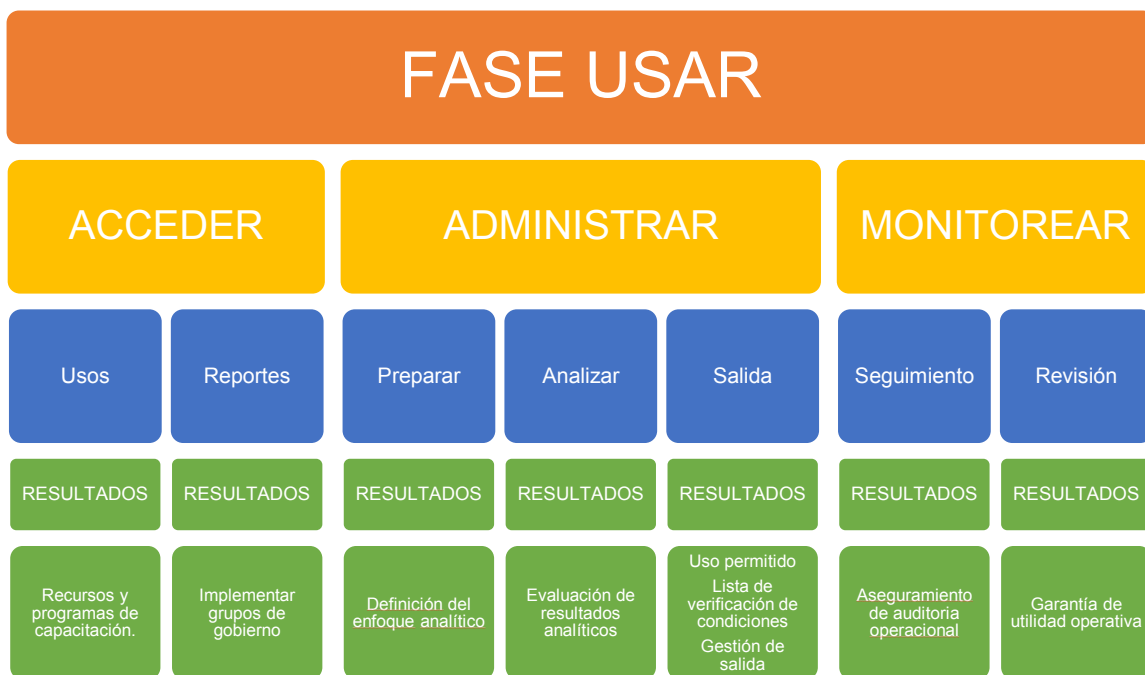 FASE USAR
ACCEDER
ADMINISTRAR
MONITOREAR
Usos
Reportes
Preparar
Analizar
Salida
Seguimiento
Revisión
RESULTADOS
RESULTADOS
RESULTADOS
RESULTADOS
RESULTADOS
RESULTADOS
RESULTADOS
Recursos y
programas de
capacitación.
Implementar
grupos de
gobierno
Definición del
enfoque analítico
Evaluación de
resultados
analíticos
Uso permitido
Lista de
verificación de
condiciones
Gestión de
salida
Aseguramiento
de auditoria
operacional
Garantía de
utilidad operativa